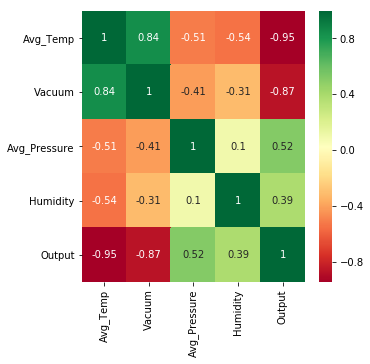 Avg_Temp 1 0.84 -0.51 -0.54 -0.95
Vacuum 0.84 1 -0.41 -0.31 -0.87
Avg_Pressure -0.51 -0.41 1 0.1 0.52
Humidity -0.54 -0.31 0.1 1 0.39
Output -0.95 -0.87 0.52 0.39 1
Avg_Temp
Vacuum
Avg_Pressure
Humidity
Output
0.8
0.4
0.0
−0.4
−0.8